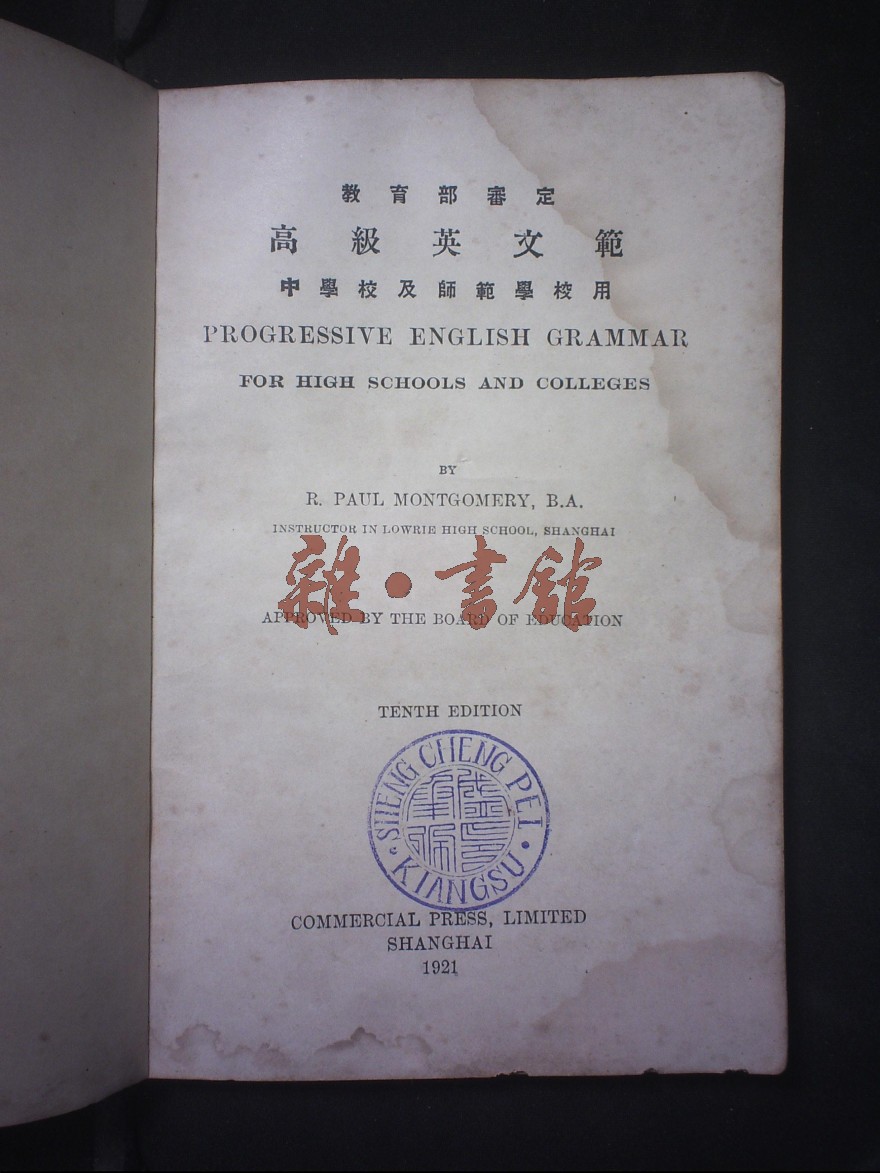 教育部審定
高級英文範
中學校及師範學校用
PROGRESSIVE ENGLISH GRAMMAR
FOR HIGH SCHOOLS AND COLLEGES
BY
R. PAUL MONTGOMERY, B.A.
INSTRUCTOR IN LOWRIE HIGH SCHOOL, SHANGHAI
雜·書館
APPROVED BY THE BOARD OF EDUCATION
TENTH EDITION
SHENG CHENG PEI
· KIANGSU ·
COMMERCIAL PRESS, LIMITED
SHANGHAI
1921